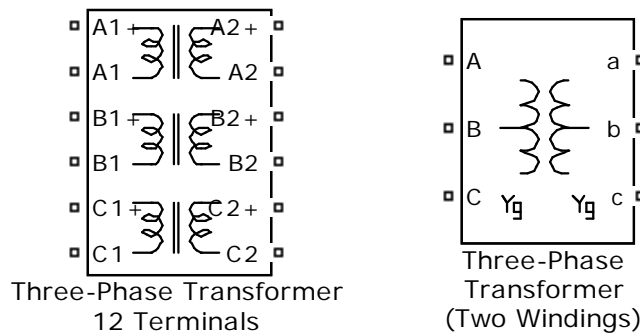 A1+ A2+
A1 A2
B1+ B2+
B1 B2
C1+ C2+
C1 C2
Three-Phase Transformer
12 Terminals
A a
B b
C Yg Yg c
Three-Phase
Transformer
(Two Windings)